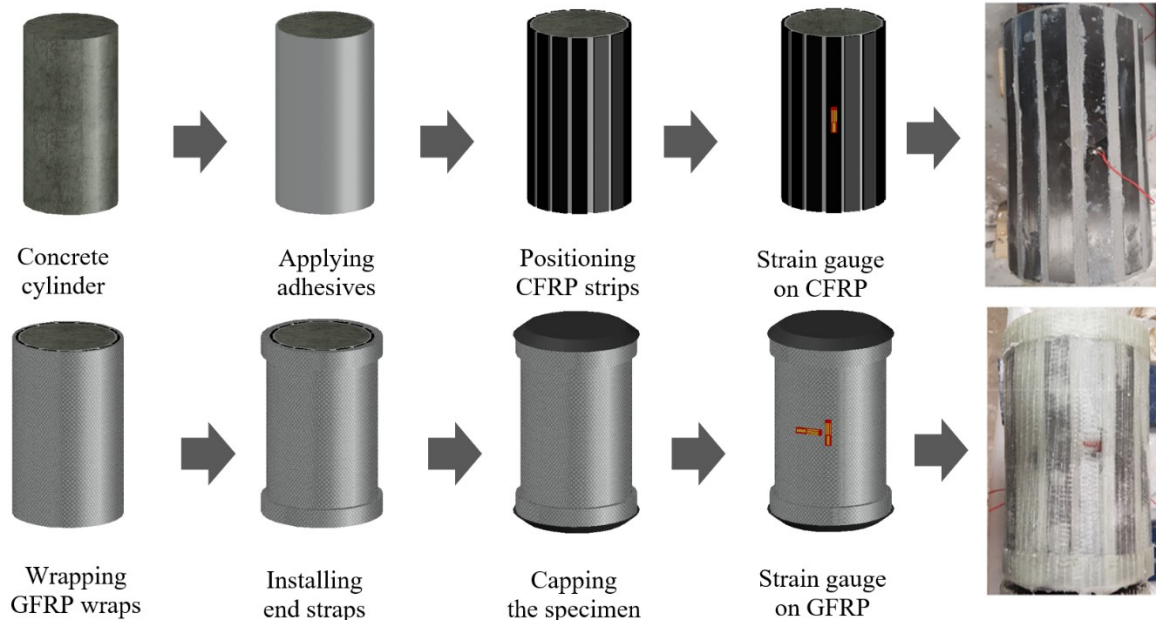 Concrete
cylinder
Applying
adhesives
Positioning
CFRP strips
Strain gauge
on CFRP
Wrapping
GFRP wraps
Installing
end straps
Capping
the specimen
Strain gauge
on GFRP